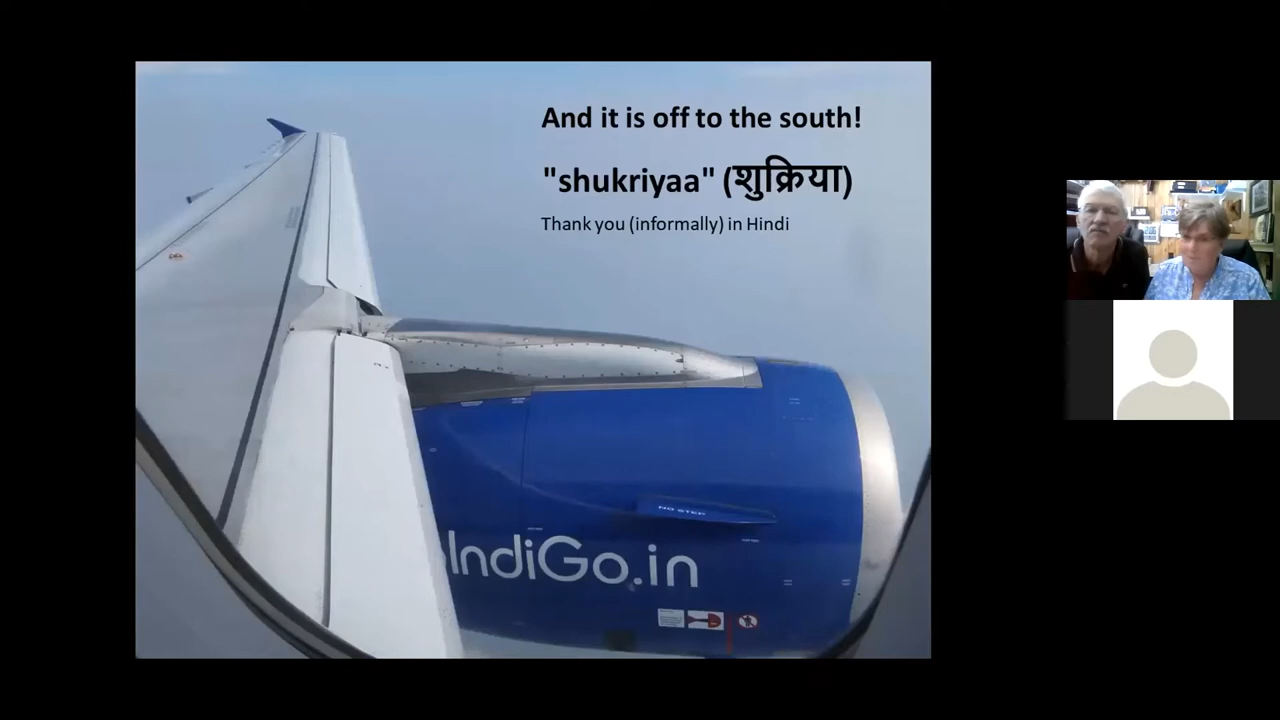 And it is off to the south!
"shukriyaa" (शुक्रिया)
Thank you (informally) in Hindi
NO STEP
IndiGo.in